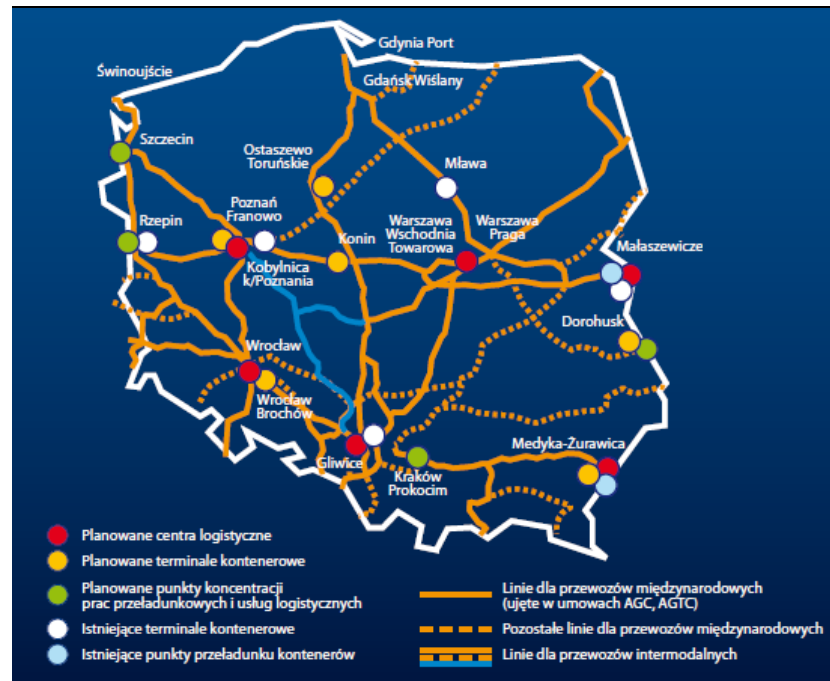 Gdynia Port
Świnoujście
Gdańsk Wiślany
Szczecin
Ostaszewo
Toruńskie
Mława
Rzepin
Poznań
Franowo
Konin
Warszawa
Wschodnia
Towarowa
Warszawa
Praga
Małaszewicze
Kobylnica
k/Poznania
Dorohusk
Wrocław
Wrocław
Brochów
Medyka-Żurawica
Gliwice
Kraków
Prokocim
Planowane centra logistyczne
Planowane terminale kontenerowe
Planowane punkty koncentracji
prac przeładunkowych i usług logistycznych
Istniejące terminale kontenerowe
Istniejące punkty przeładunku kontenerów
Linie dla przewozów międzynarodowych
(ujęte w umowach AGC, AGTC)
Pozostałe linie dla przewozów międzynarodowych
Linie dla przewozów intermodalnych